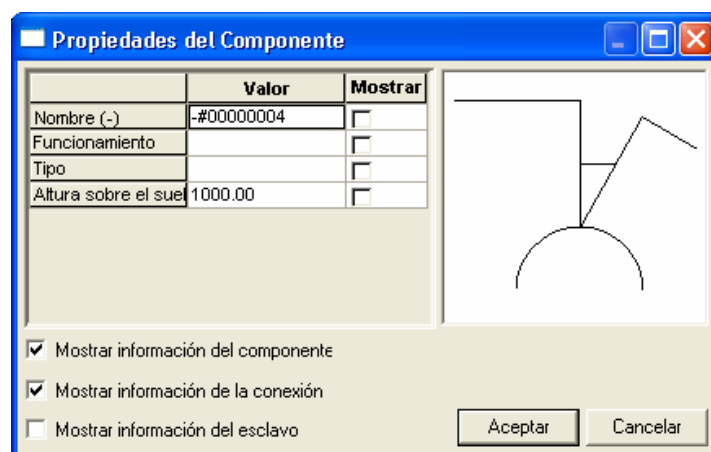 Propiedades del Componente
Valor Mostrar
Nombre (-) -#00000004
Funcionamiento
Tipo
Altura sobre el suel 1000.00
Mostrar información del componente
Mostrar información de la conexión
Mostrar información del esclavo
Aceptar Cancelar